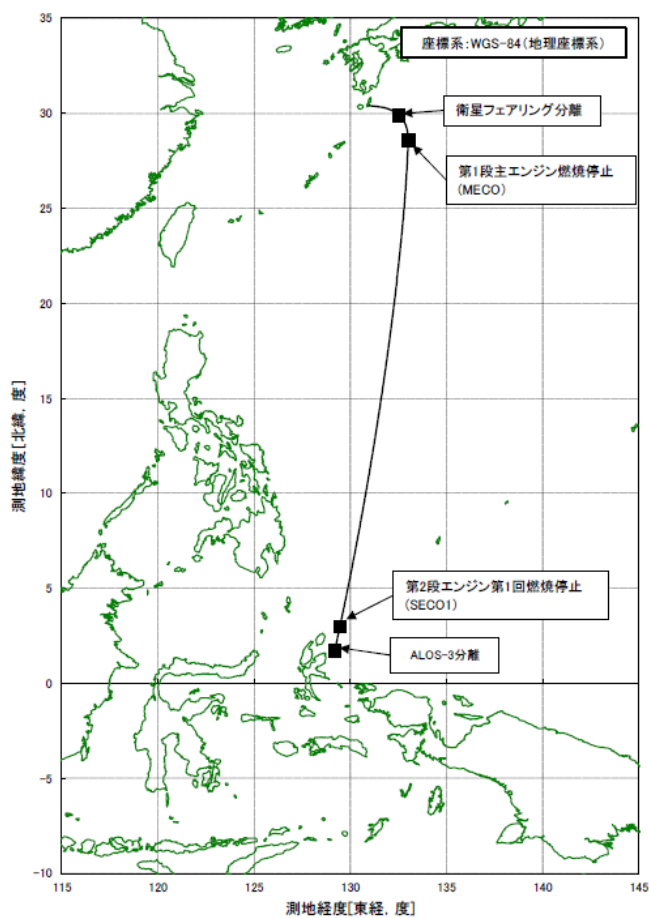 35
座標系:WGS-84(地理座標系)
衛星フェアリング分離
30
第1段主エンジン燃焼停止
(MECO)
25
20
15
測地緯度[北緯, 度]
10
5
第2段エンジン第1回燃焼停止
(SECO1)
ALOS-3分離
0
-5
-10
115
120
125
130
135
140
145
測地経度[東経, 度]